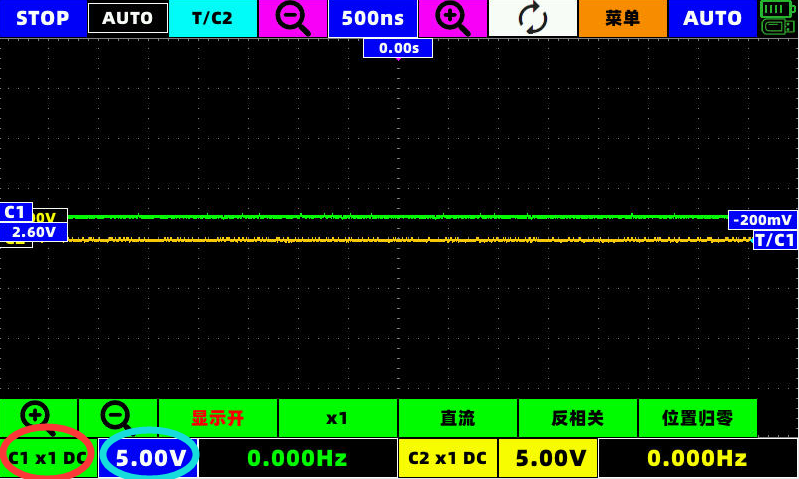 STOP AUTO T/C2 500ns 菜单 AUTO
0.00s
C1 00V -200mV
2.60V T/C1
显示开 x1 直流 反相关 位置归零
C1 x1 DC 5.00V 0.000Hz C2 x1 DC 5.00V 0.000Hz